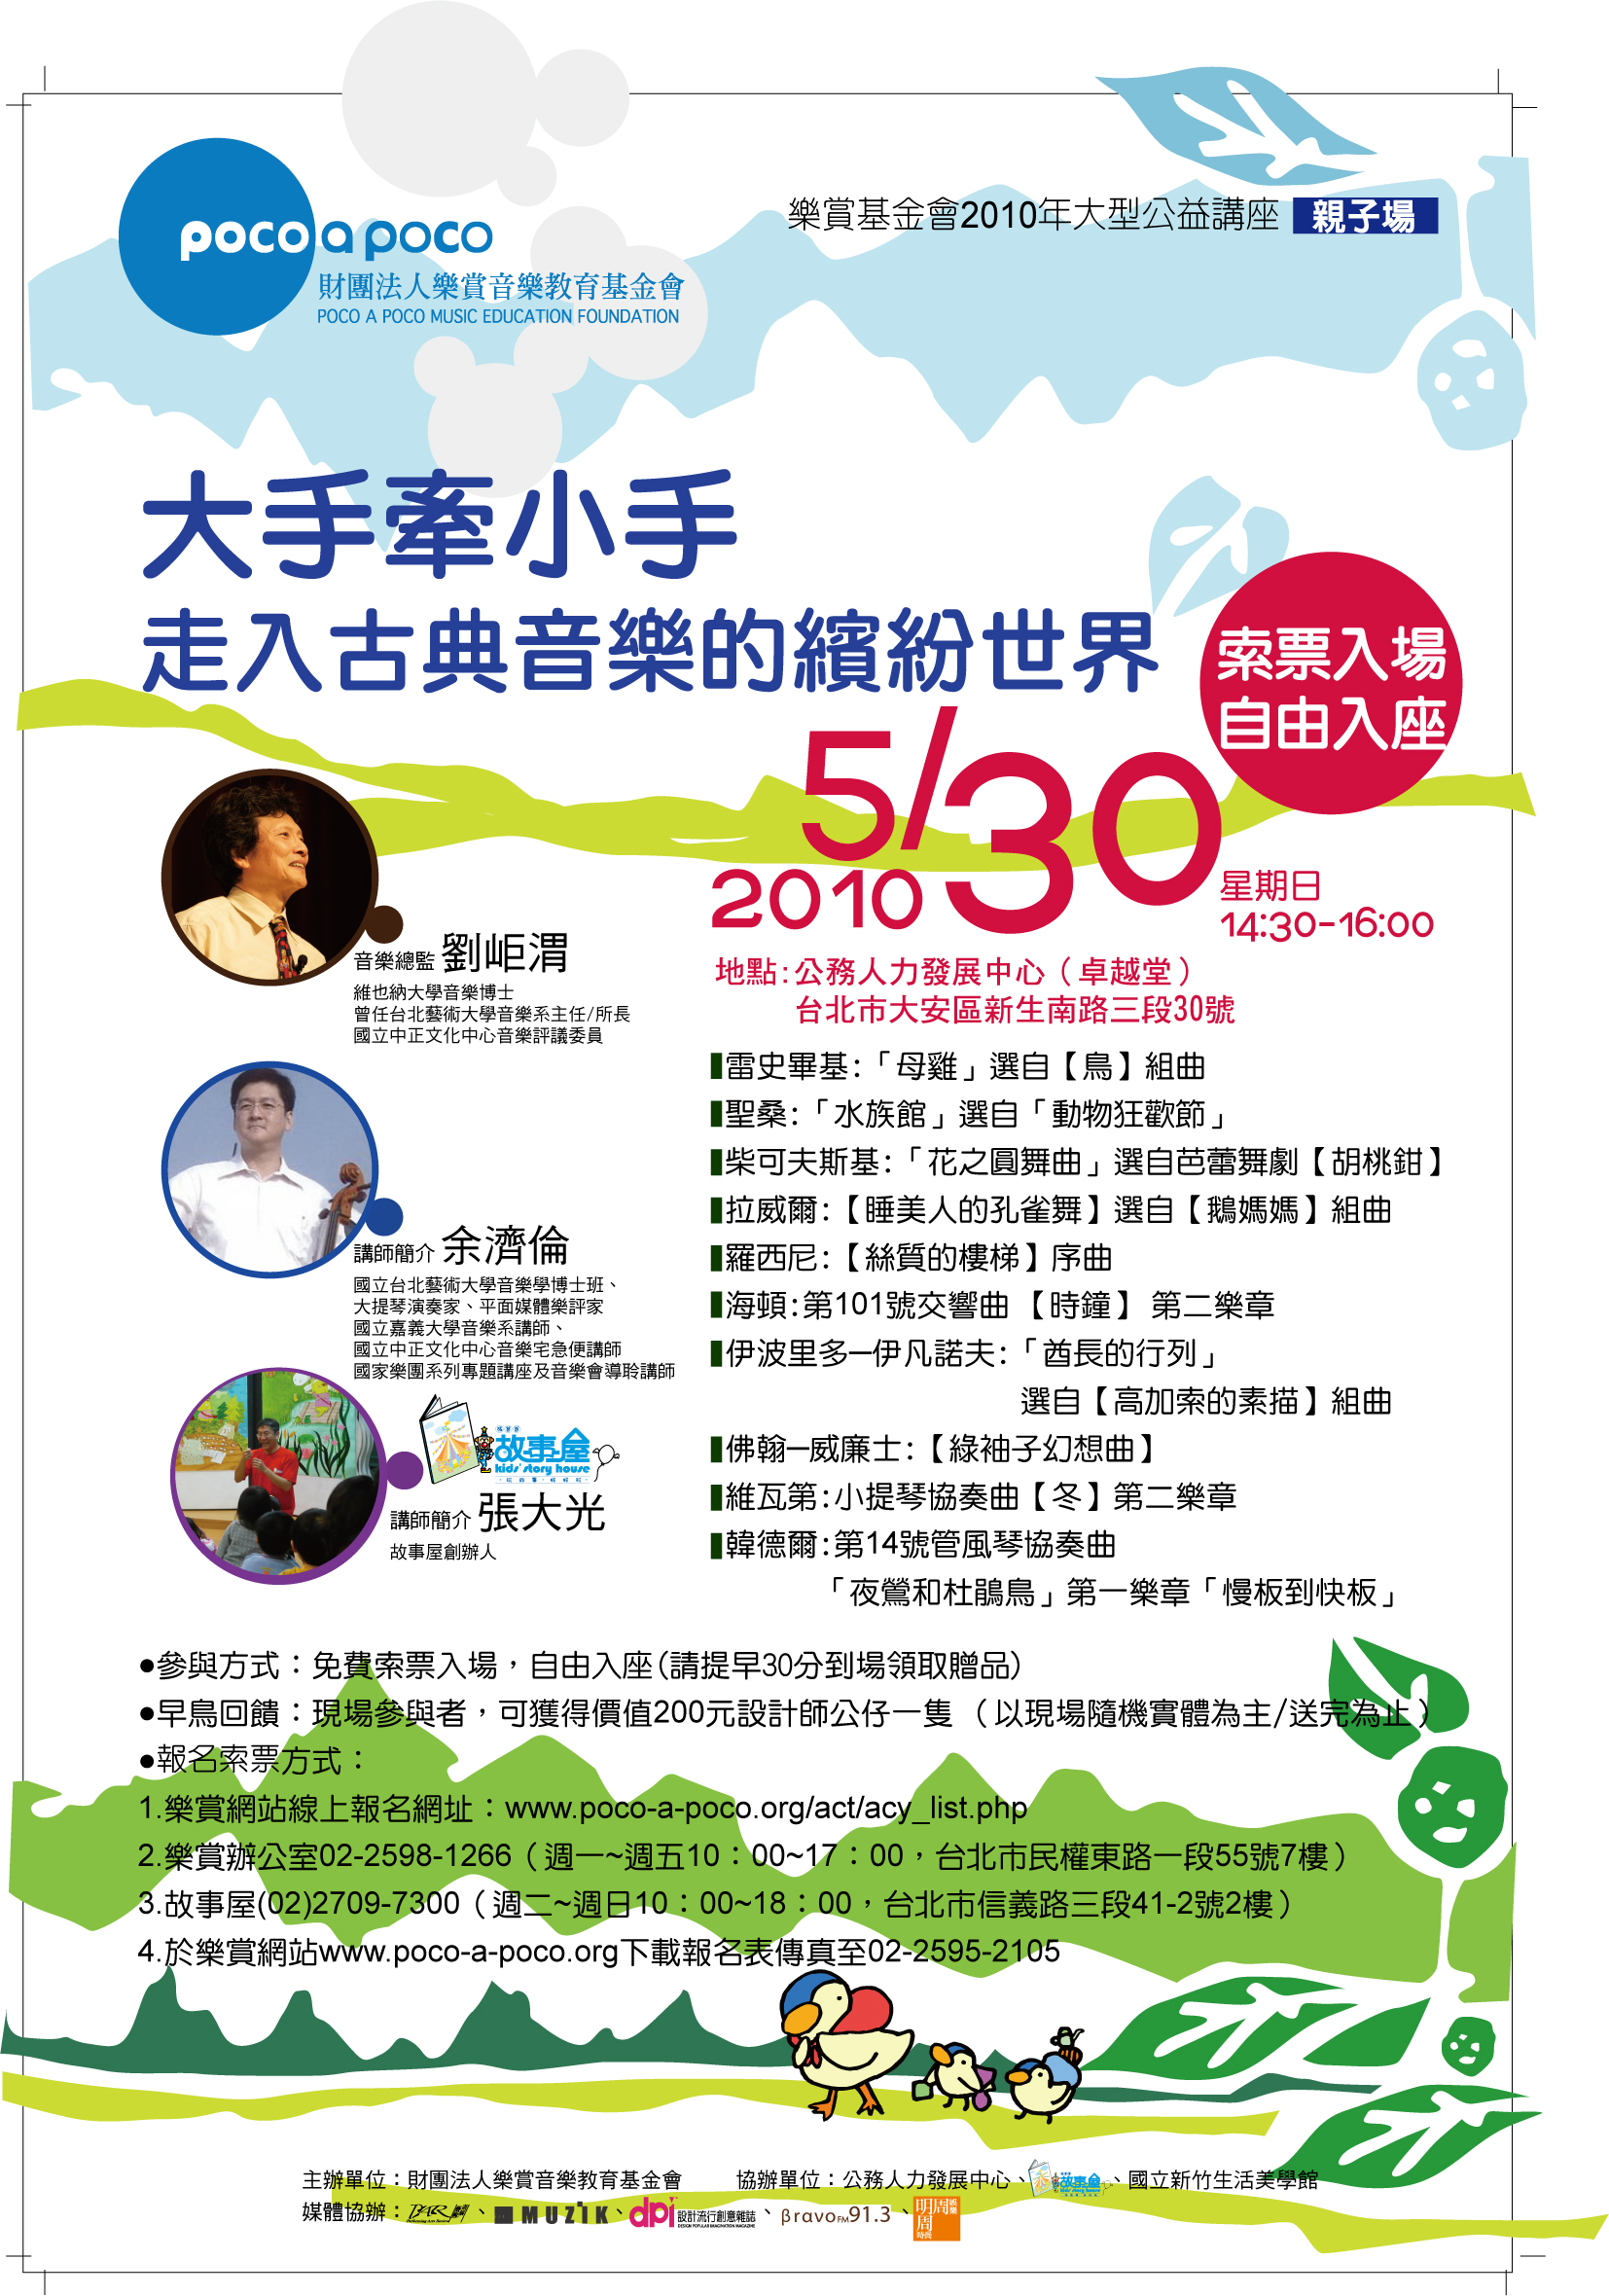 poco a poco
財團法人樂賞音樂教育基金會
POCO A POCO MUSIC EDUCATION FOUNDATION
樂賞基金會2010年大型公益講座 親子場
大手牽小手
走入古典音樂的繽紛世界
索票入場
自由入座
5/30
2010
星期日
14:30-16:00
地點:公務人力發展中心（卓越堂）
台北市大安區新生南路三段30號
音樂總監 劉岠渭
維也納大學音樂博士
曾任台北藝術大學音樂系主任/所長
國立中正文化中心音樂評議委員
講師簡介 余濟倫
國立台北藝術大學音樂學博士班、
大提琴演奏家、平面媒體樂評家
國立嘉義大學音樂系講師、
國立中正文化中心音樂宅急便講師
國家樂團系列專題講座及音樂會導聆講師
故事屋
kids' story house
講師簡介 張大光
故事屋創辦人
雷史畢基:「母雞」選自【鳥】組曲
聖桑:「水族館」選自「動物狂歡節」
柴可夫斯基:「花之圓舞曲」選自芭蕾舞劇【胡桃鉗】
拉威爾:【睡美人的孔雀舞】選自【鵝媽媽】組曲
羅西尼:【絲質的樓梯】序曲
海頓:第101號交響曲 【時鐘】 第二樂章
伊波里多—伊凡諾夫:「酋長的行列」
選自【高加索的素描】組曲
佛翰—威廉士:【綠袖子幻想曲】
維瓦第:小提琴協奏曲【冬】第二樂章
韓德爾:第14號管風琴協奏曲
「夜鶯和杜鵑鳥」第一樂章「慢板到快板」
●參與方式：免費索票入場，自由入座(請提早30分到場領取贈品)
●早鳥回饋：現場參與者，可獲得價值200元設計師公仔一隻 （以現場隨機實體為主/送完為止）
●報名索票方式：
1.樂賞網站線上報名網址：www.poco-a-poco.org/act/acy_list.php
2.樂賞辦公室02-2598-1266（週一~週五10：00~17：00，台北市民權東路一段55號7樓）
3.故事屋(02)2709-7300（週二~週日10：00~18：00，台北市信義路三段41-2號2樓）
4.於樂賞網站www.poco-a-poco.org下載報名表傳真至02-2595-2105
主辦單位：財團法人樂賞音樂教育基金會 協辦單位：公務人力發展中心、故事屋、國立新竹生活美學館
媒體協辦：PAR、MUZIK、dpi 設計流行創意雜誌、Bravo FM91.3、明周